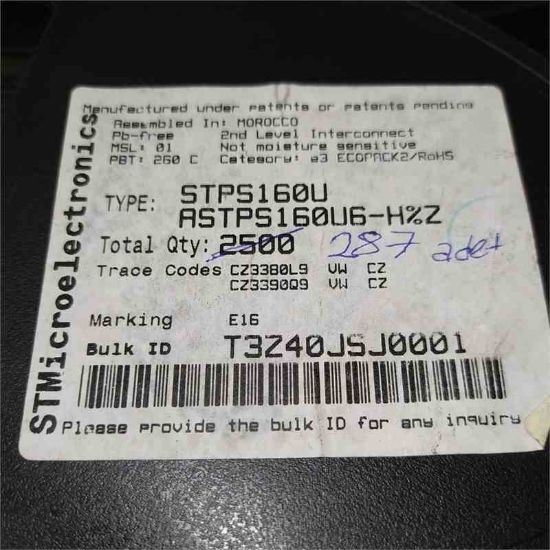 Manufactured under patents or patents pending
Assembled In: MOROCCO
Pb-free 2nd Level Interconnect
MSL: 01 Not moisture sensitive
PBT: 260 C Category: e3 ECOPACK2/RoHS
TYPE: STPS160U
ASTPS160U6-H%Z
Total Qty: 2500 287 adet
Trace Codes CZ3380L9 VW CZ
CZ3390Q9 VW CZ
Marking E16
Bulk ID T3Z40JSJ0001
Please provide the bulk ID for any inquiry
STMicroelectronics